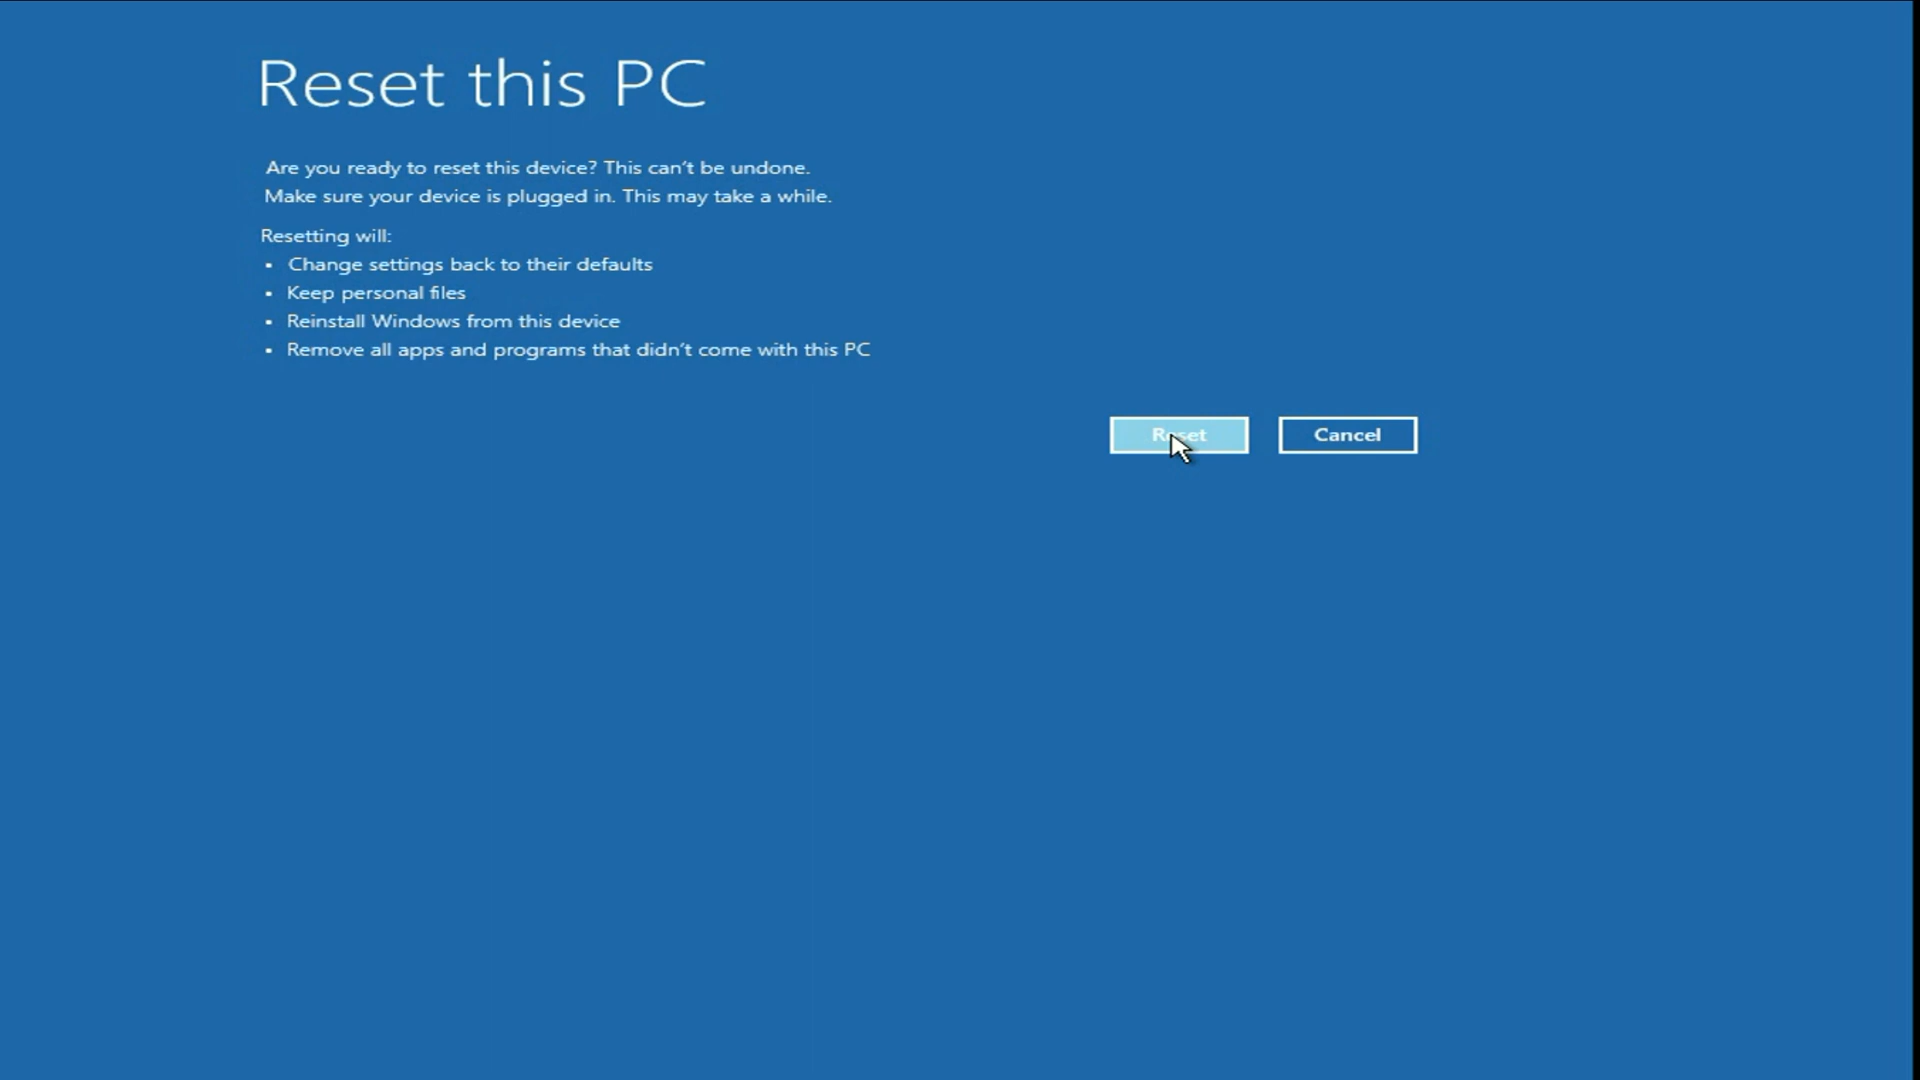 Reset this PC
Are you ready to reset this device? This can't be undone.
Make sure your device is plugged in. This may take a while.
Resetting will:
▪ Change settings back to their defaults
▪ Keep personal files
▪ Reinstall Windows from this device
▪ Remove all apps and programs that didn't come with this PC
Reset Cancel